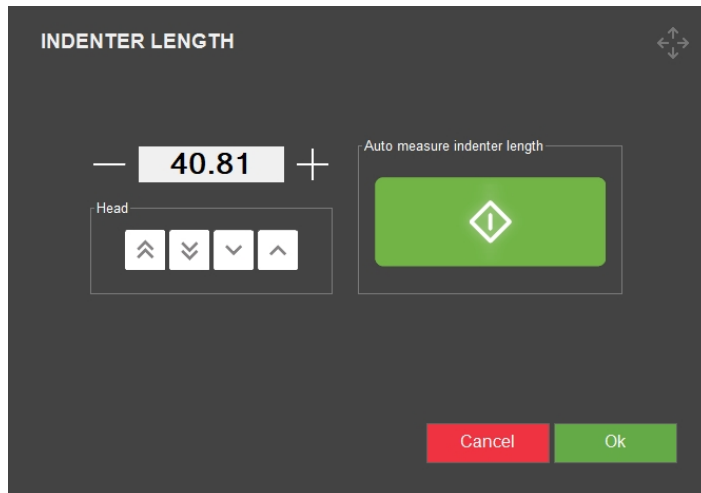 INDENTER LENGTH
40.81
Auto measure indenter length
Head
Cancel
Ok